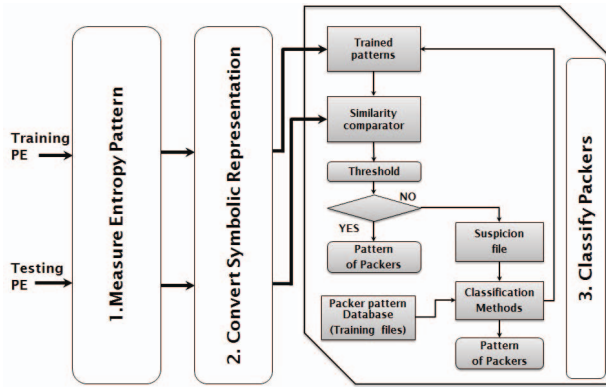 Training
PE
Testing
PE
1.Measure Entropy Pattern
2. Convert Symbolic Representation
Trained
patterns
Similarity
comparator
Threshold
NO
YES
Pattern
of Packers
Suspicion
file
Packer pattern
Database
(Training files)
Classification
Methods
Pattern
of Packers
3. Classify Packers